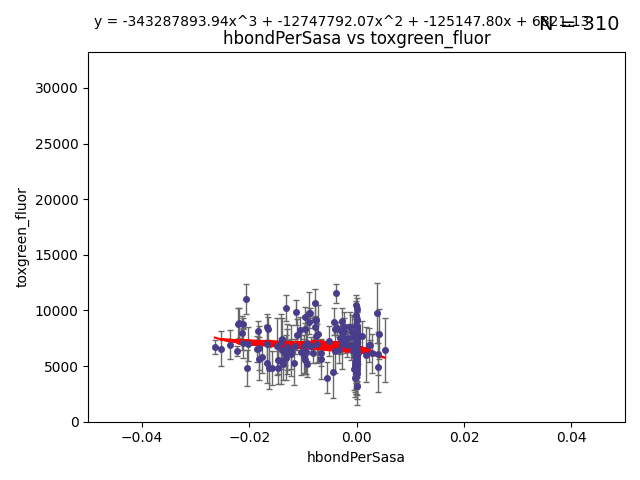 y = -343287893.94x^3 + -12747792.07x^2 + -125147.80x + 6821.13
N = 310
hbondPerSasa vs toxgreen_fluor
30000
25000
20000
15000
10000
5000
0
toxgreen_fluor
-0.04 -0.02 0.00 0.02 0.04
hbondPerSasa